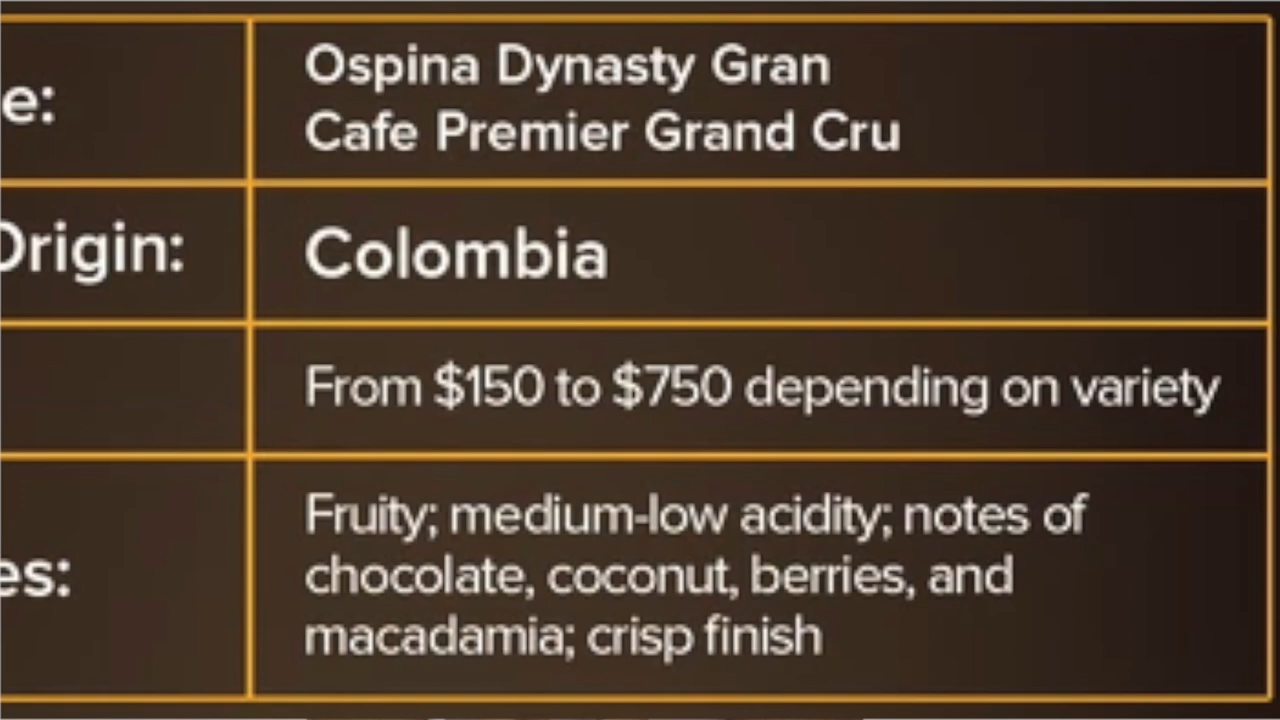 e:
Ospina Dynasty Gran
Cafe Premier Grand Cru
Origin:
Colombia
From $150 to $750 depending on variety
es:
Fruity; medium-low acidity; notes of
chocolate, coconut, berries, and
macadamia; crisp finish